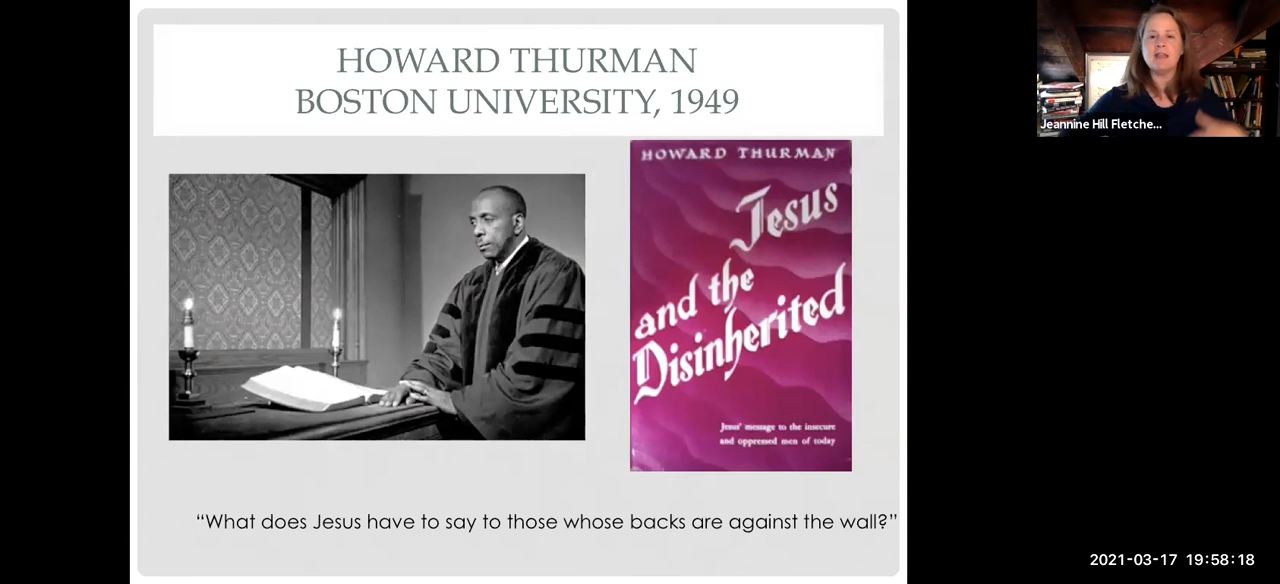 HOWARD THURMAN
BOSTON UNIVERSITY, 1949
HOWARD THURMAN
Jesus
and the
Disinherited
Jesus' message to the insecure
and oppressed men of today
“What does Jesus have to say to those whose backs are against the wall?”
Jeannine Hill Fletche...
2021-03-17 19:58:18